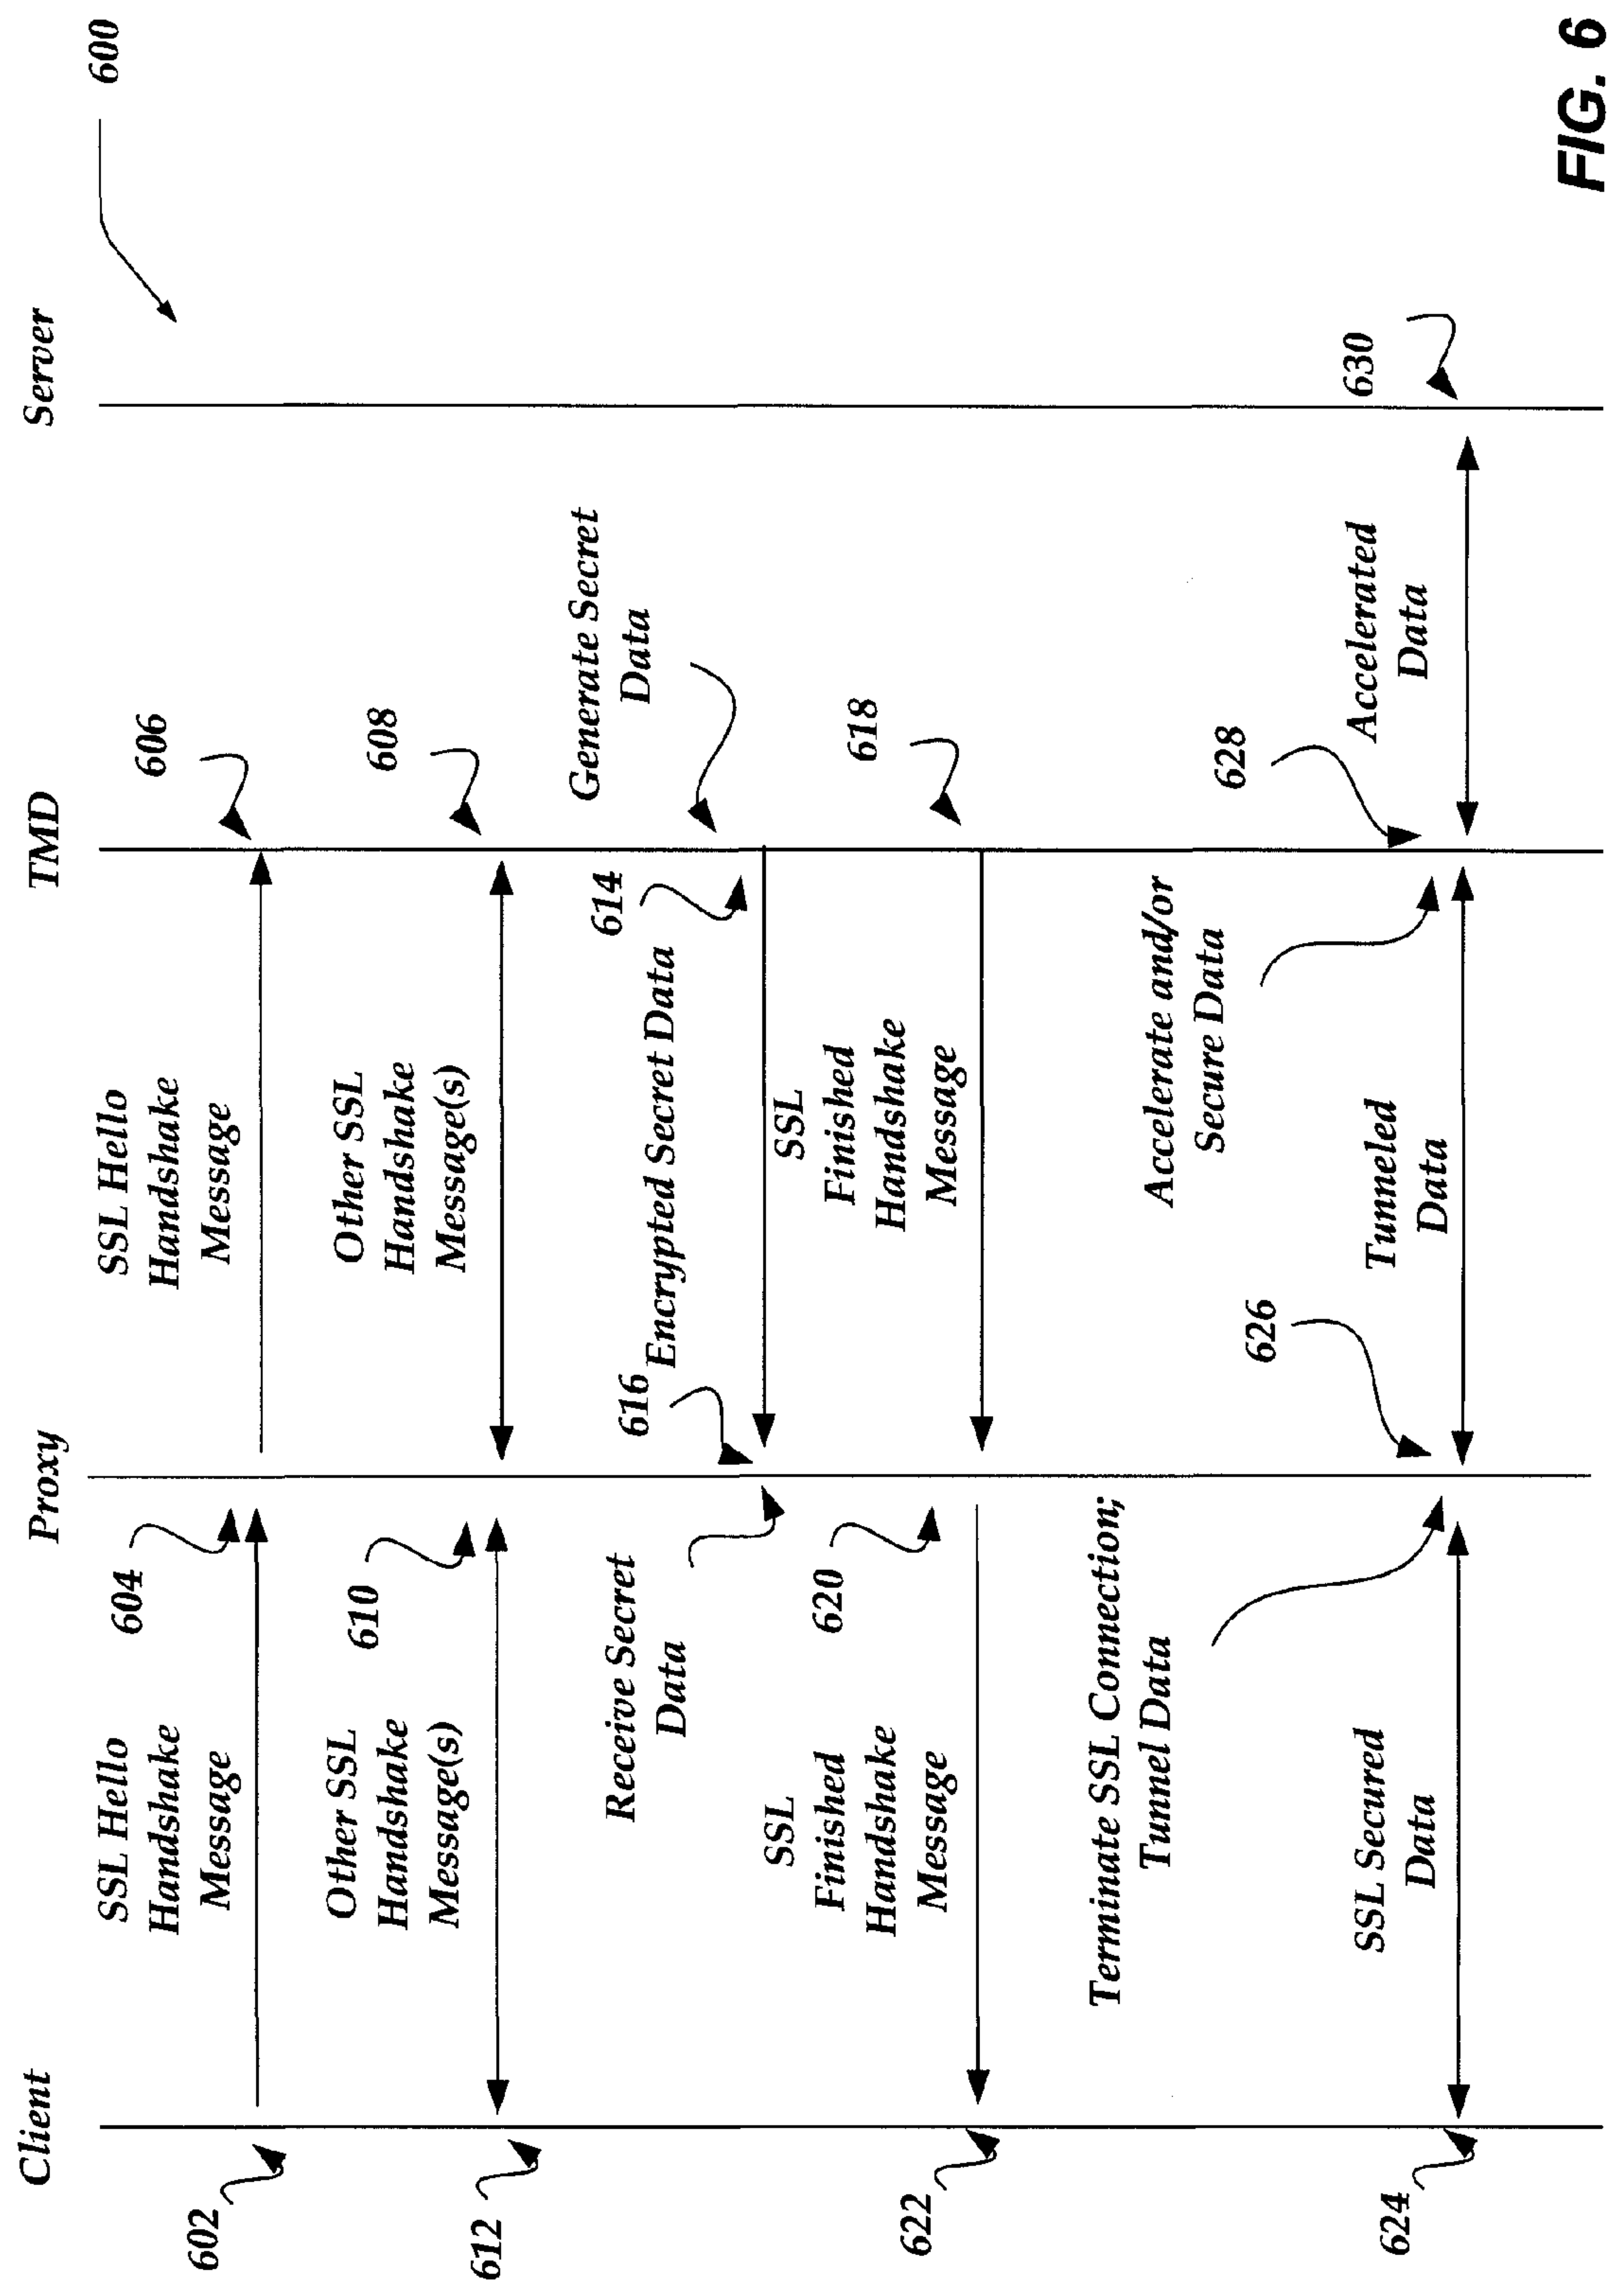 600
Client
Proxy
TMD
Server
602
SSL Hello
Handshake
Message
604
SSL Hello
Handshake
Message
606
612
Other SSL
Handshake
Message(s)
610
Other SSL
Handshake
Message(s)
608
Receive Secret
Data
616
Encrypted Secret Data
614
Generate Secret
Data
622
SSL
Finished
Handshake
Message
620
SSL
Finished
Handshake
Message
618
Terminate SSL Connection;
Tunnel Data
Accelerate and/or
Secure Data
624
SSL Secured
Data
626
Tunneled
Data
628
Accelerated
Data
630
FIG. 6